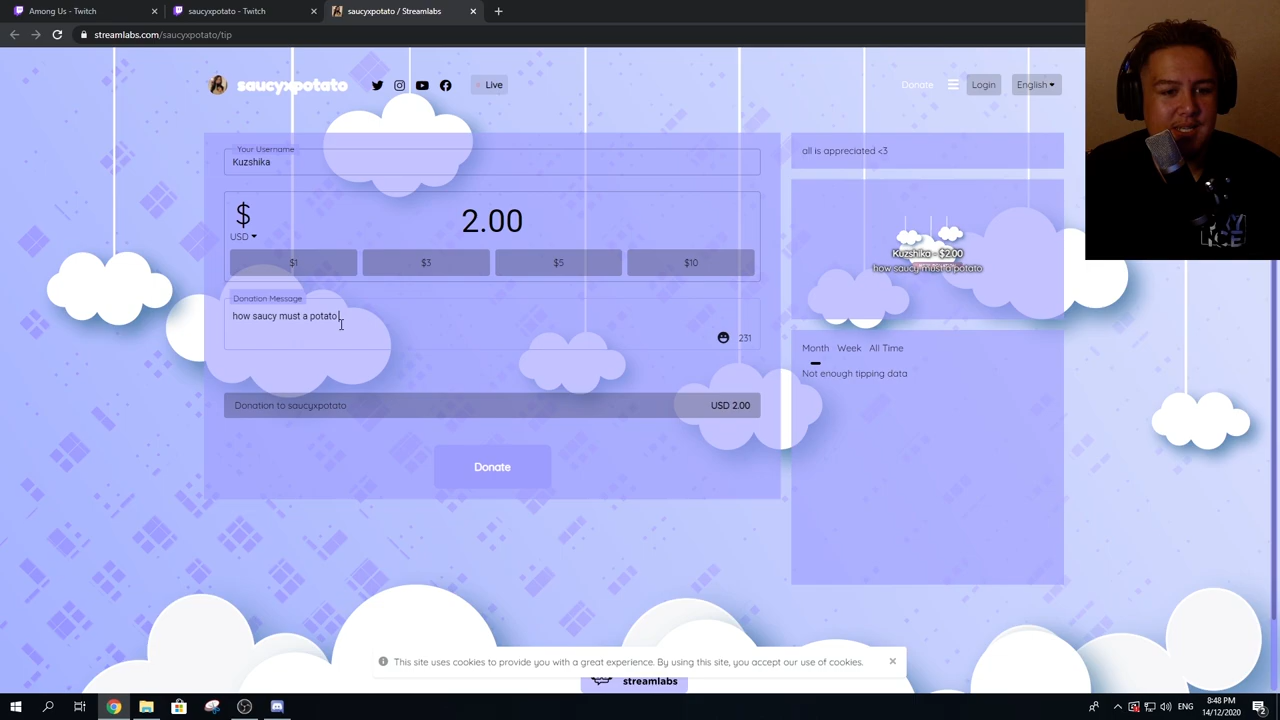 Among Us - Twitch
saucyxpotato - Twitch
saucyxpotato / Streamlabs
streamlabs.com/saucyxpotato/tip
saucyxpotato
Live
Donate
Login
English
Your Username
Kuzshika
$
USD
2.00
$1
$3
$5
$10
Donation Message
how saucy must a potato
231
Donation to saucyxpotato
USD 2.00
Donate
all is appreciated <3
Kuzshika - $2.00
how saucy must a potato
Month Week All Time
Not enough tipping data
This site uses cookies to provide you with a great experience. By using this site, you accept our use of cookies.
streamlabs
ENG
8:48 PM
14/12/2020
2